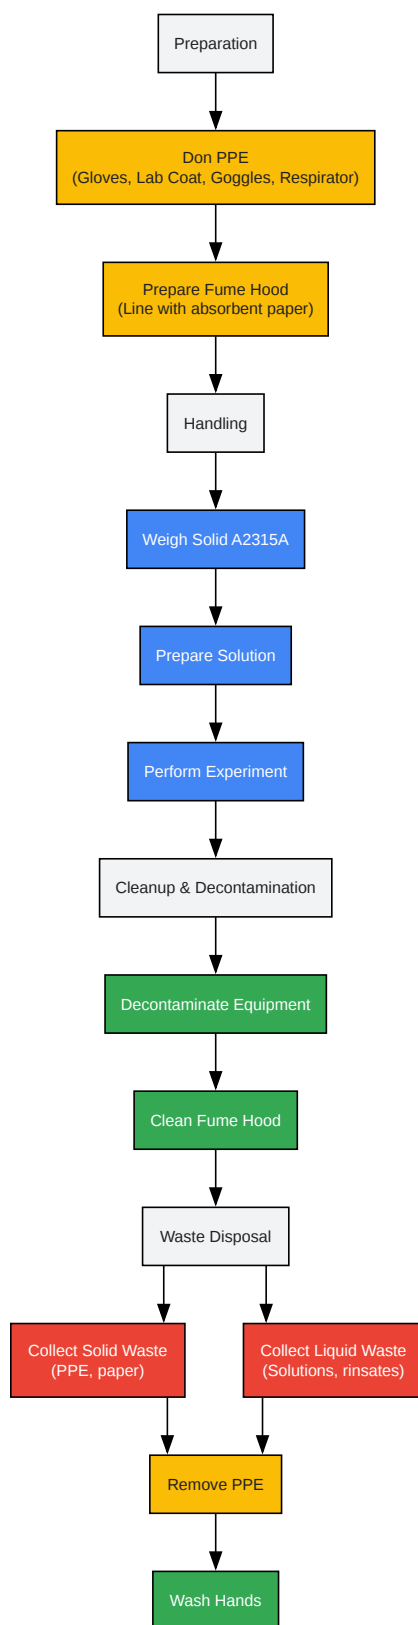 Preparation
Don PPE
(Gloves, Lab Coat, Goggles, Respirator)
Prepare Fume Hood
(Line with absorbent paper)
Handling
Weigh Solid A2315A
Prepare Solution
Perform Experiment
Cleanup & Decontamination
Decontaminate Equipment
Clean Fume Hood
Waste Disposal
Collect Solid Waste
(PPE, paper)
Collect Liquid Waste
(Solutions, rinsates)
Remove PPE
Wash Hands